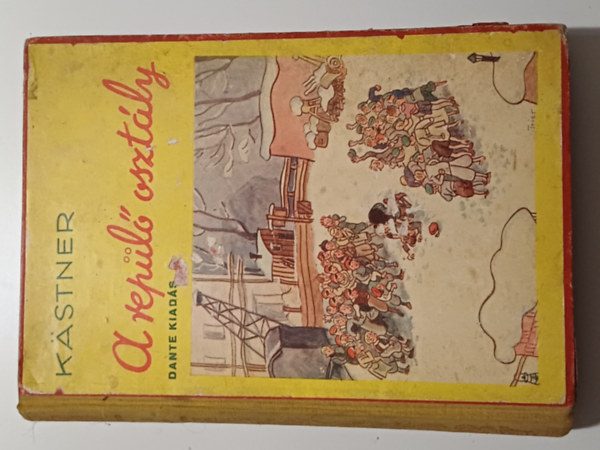 KÄSTNER
A repülő osztály
DANTE KIADÁS